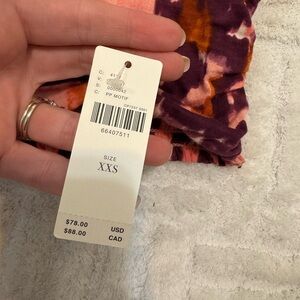 C:
V:
S:
C: PP MOTIF
66407511
SIZE
XXS
$78.00 USD
$88.00 CAD